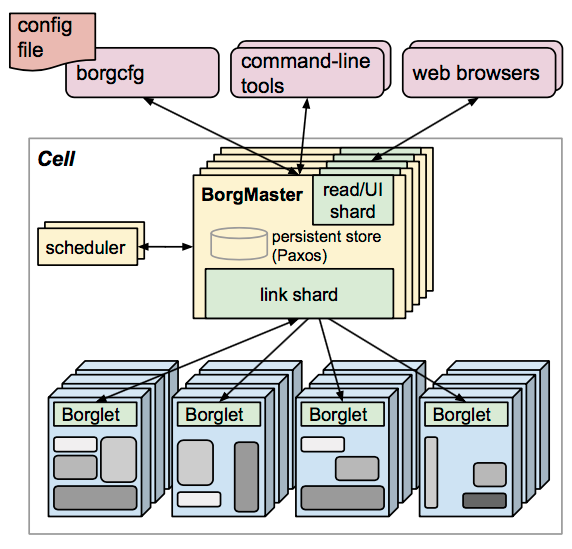 config
file
borgcfg
command-line
tools
web browsers
Cell
BorgMaster
read/UI
shard
persistent store
(Paxos)
scheduler
link shard
Borglet
Borglet
Borglet
Borglet